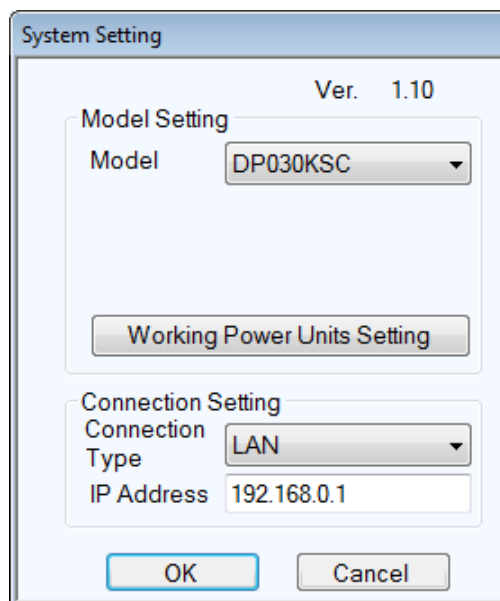 System Setting
Ver. 1.10
Model Setting
Model DP030KSC
Working Power Units Setting
Connection Setting
Connection
Type LAN
IP Address 192.168.0.1
OK Cancel